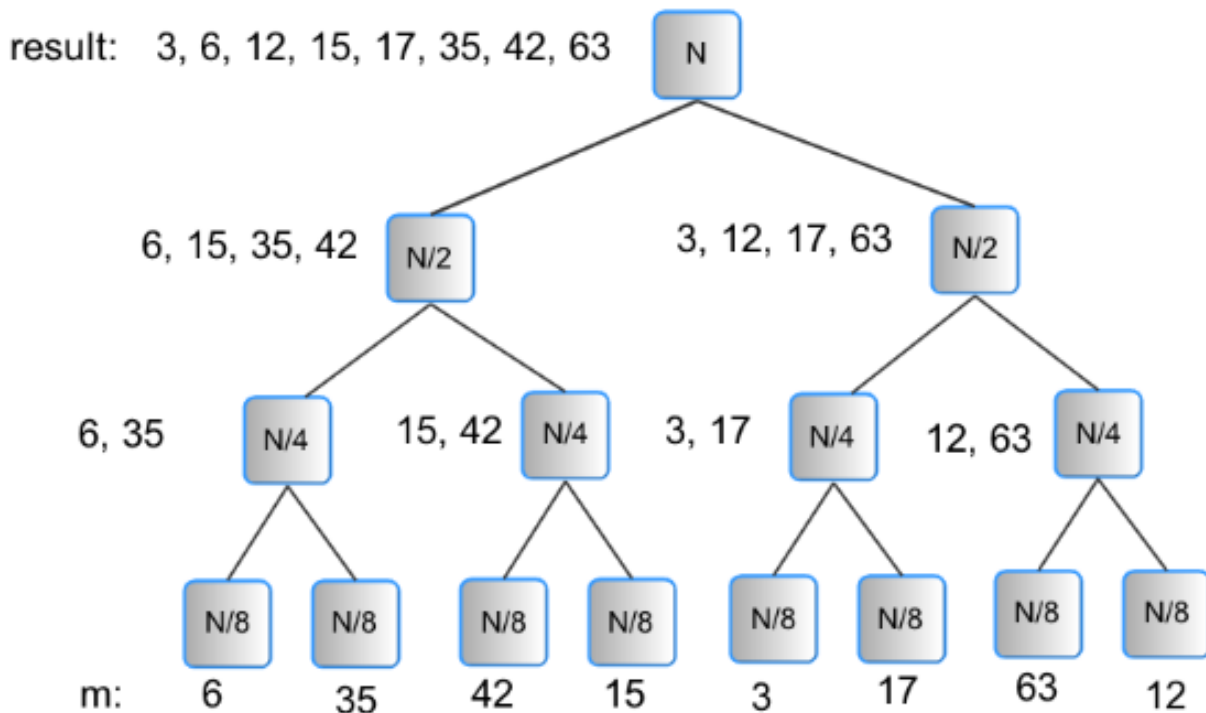 result: 3, 6, 12, 15, 17, 35, 42, 63 N
6, 15, 35, 42 N/2 3, 12, 17, 63 N/2
6, 35 N/4 15, 42 N/4 3, 17 N/4 12, 63 N/4
N/8 N/8 N/8 N/8 N/8 N/8 N/8 N/8
m: 6 35 42 15 3 17 63 12